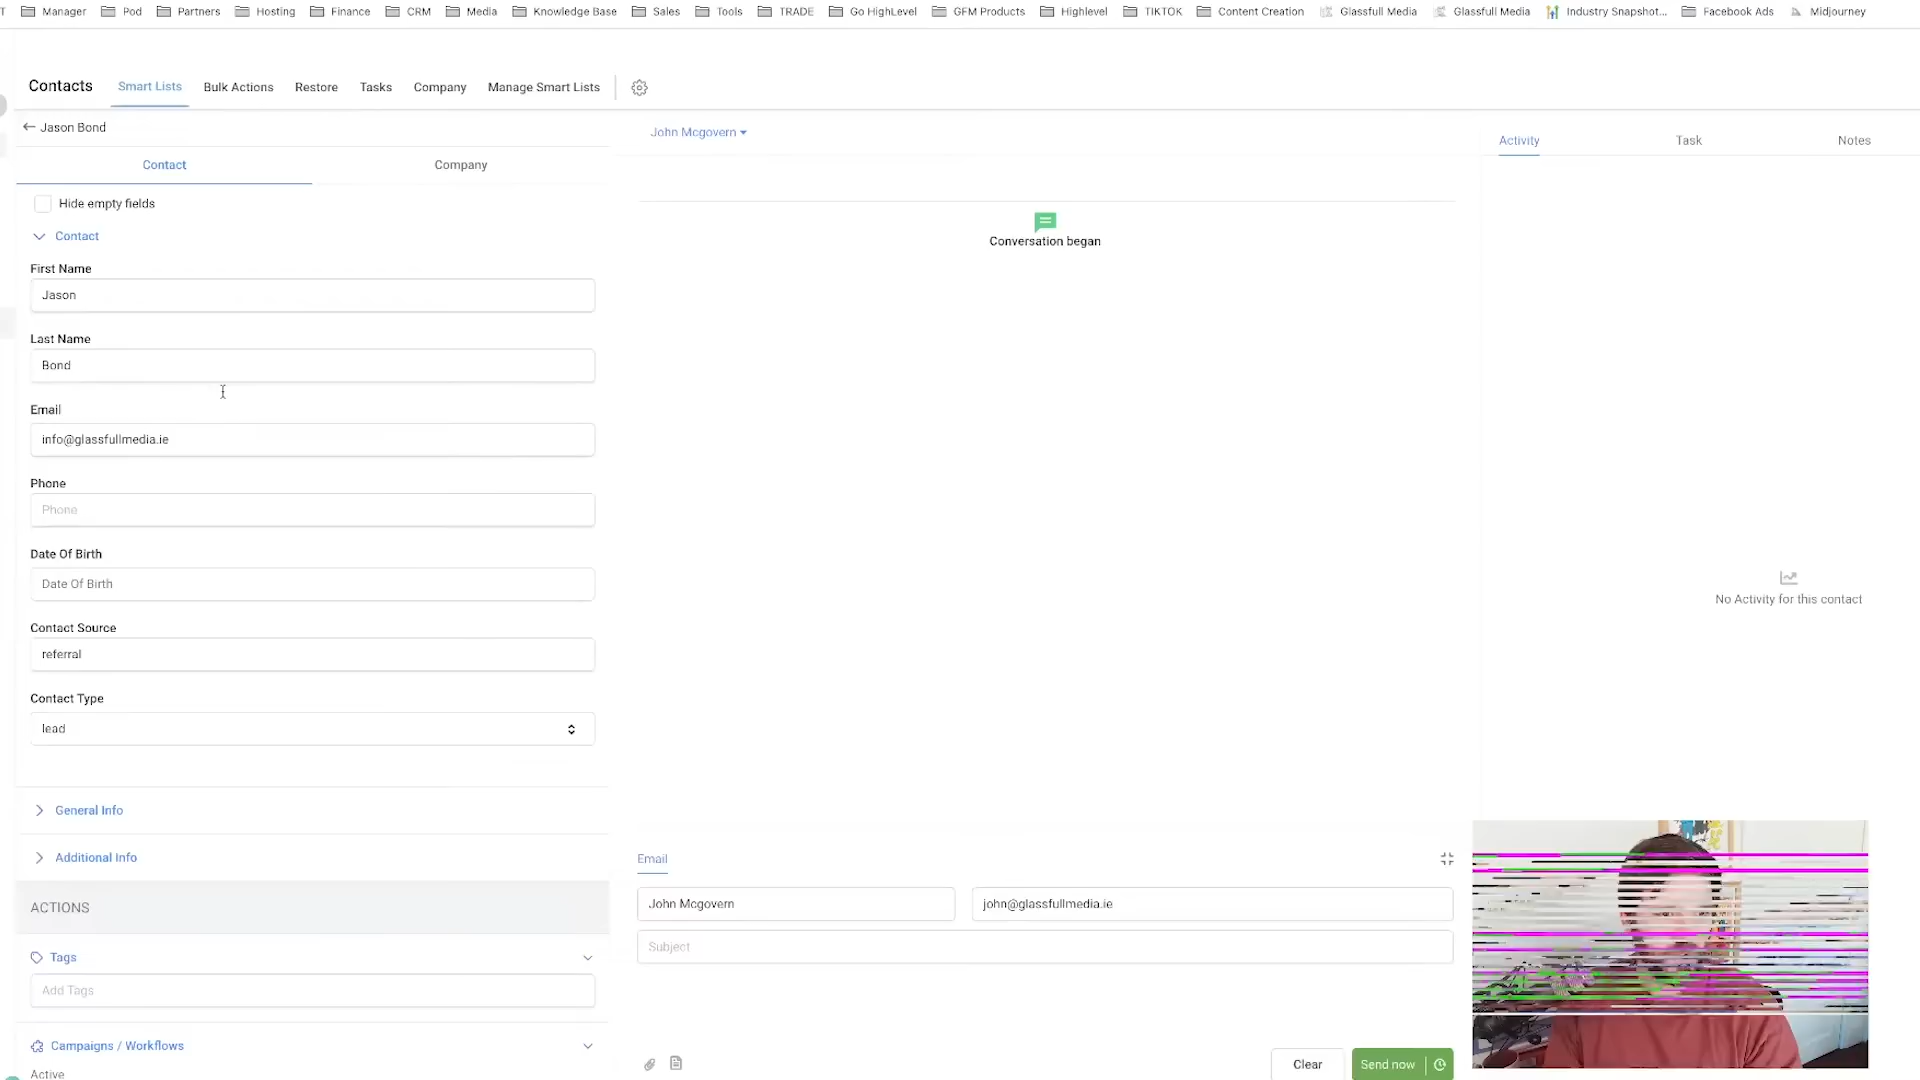 T Manager Pod Partners Hosting Finance CRM Media Knowledge Base Sales Tools TRADE Go HighLevel GFM Products Highlevel TIKTOK Content Creation Glassfull Media Glassfull Media Industry Snapshot... Facebook Ads Midjourney
Contacts Smart Lists Bulk Actions Restore Tasks Company Manage Smart Lists
← Jason Bond
Contact Company
Hide empty fields
Contact
First Name
Jason
Last Name
Bond
Email
info@glassfullmedia.ie
Phone
Phone
Date Of Birth
Date Of Birth
Contact Source
referral
Contact Type
lead
General Info
Additional Info
ACTIONS
Tags
Add Tags
Campaigns / Workflows
Active
John Mcgovern
Conversation began
Email
John Mcgovern john@glassfullmedia.ie
Subject
Clear Send now
Activity Task Notes
No Activity for this contact